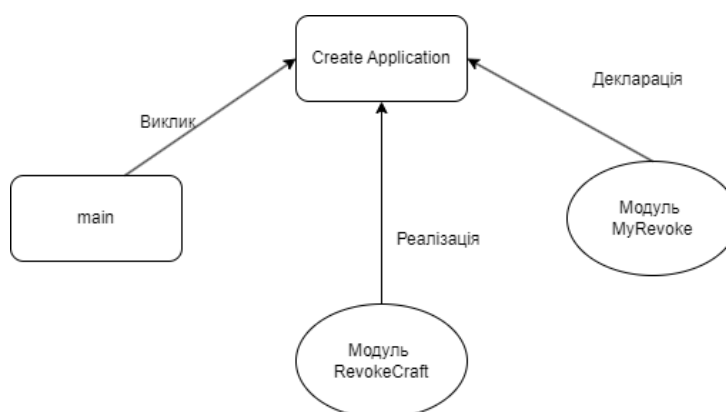 Create Application
Декларація
Виклик
main
Модуль
MyRevoke
Реалізація
Модуль
RevokeCraft